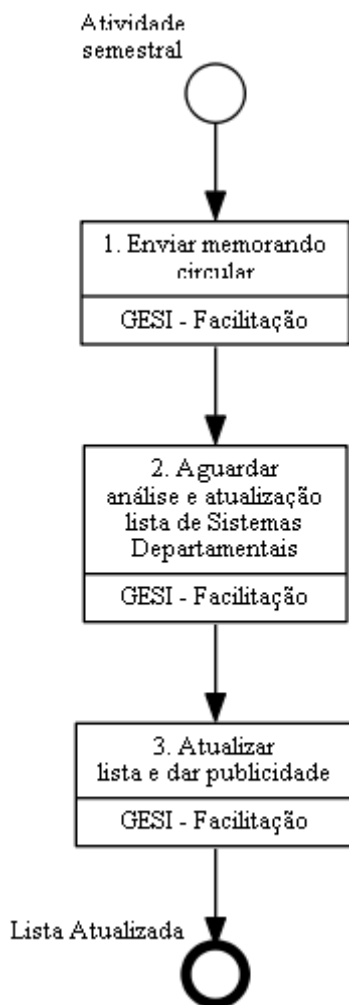 Atividade
semestral
1. Enviar memorando
circular
GESI - Facilitação
2. Aguardar
análise e atualização
lista de Sistemas
Departamentais
GESI - Facilitação
3. Atualizar
lista e dar publicidade
GESI - Facilitação
Lista Atualizada